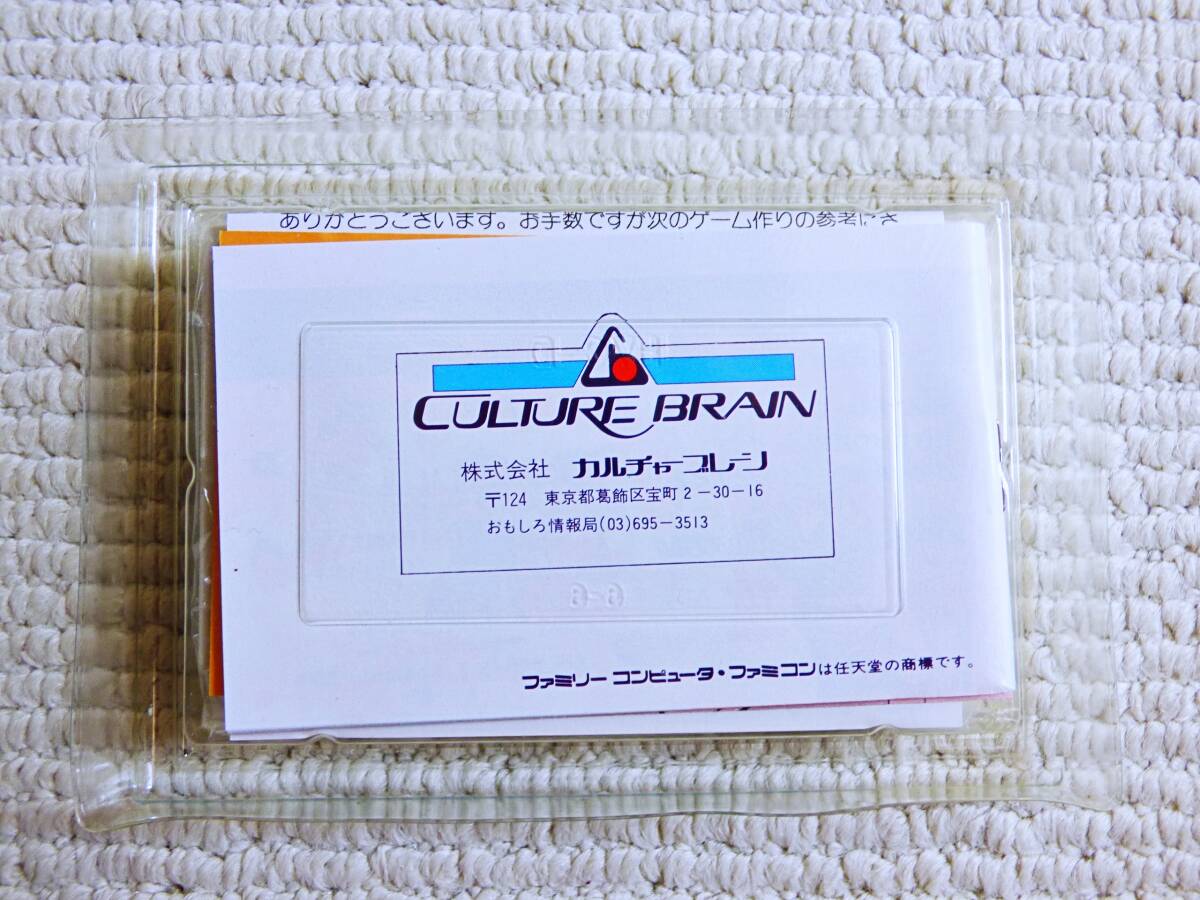 ありがとうございます。お手数ですが次のゲーム作りの参考にさ
CULTURE BRAIN
株式会社 カルチャーブレーン
〒124 東京都葛飾区宝町2-30-16
おもしろ情報局(03)695-3513
ファミリーコンピュータ・ファミコンは任天堂の商標です。